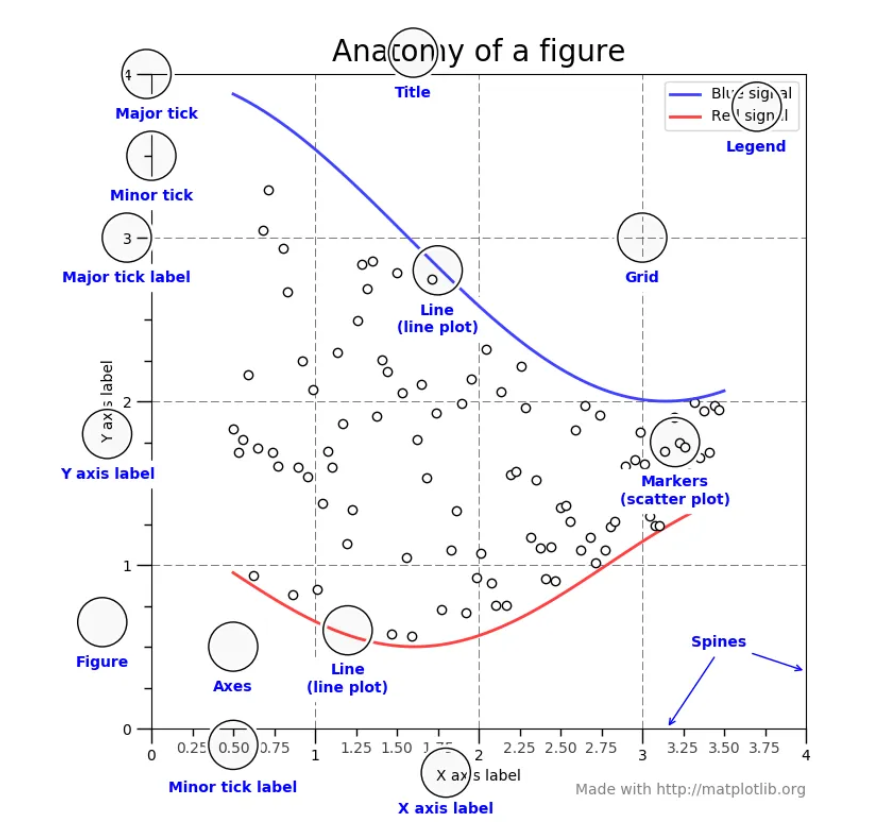 Anatomy of a figure
4
Title
Blue signal
Red signal
Major tick
Legend
Minor tick
3
Major tick label
Grid
Line
(line plot)
Y axis label
2
Y axis label
Markers
(scatter plot)
1
Figure
Axes
Line
(line plot)
Spines
0
0 0.25 0.50 0.75 1 1.25 1.50 1.75 2 2.25 2.50 2.75 3 3.25 3.50 3.75 4
X axis label
Minor tick label
Made with http://matplotlib.org
X axis label